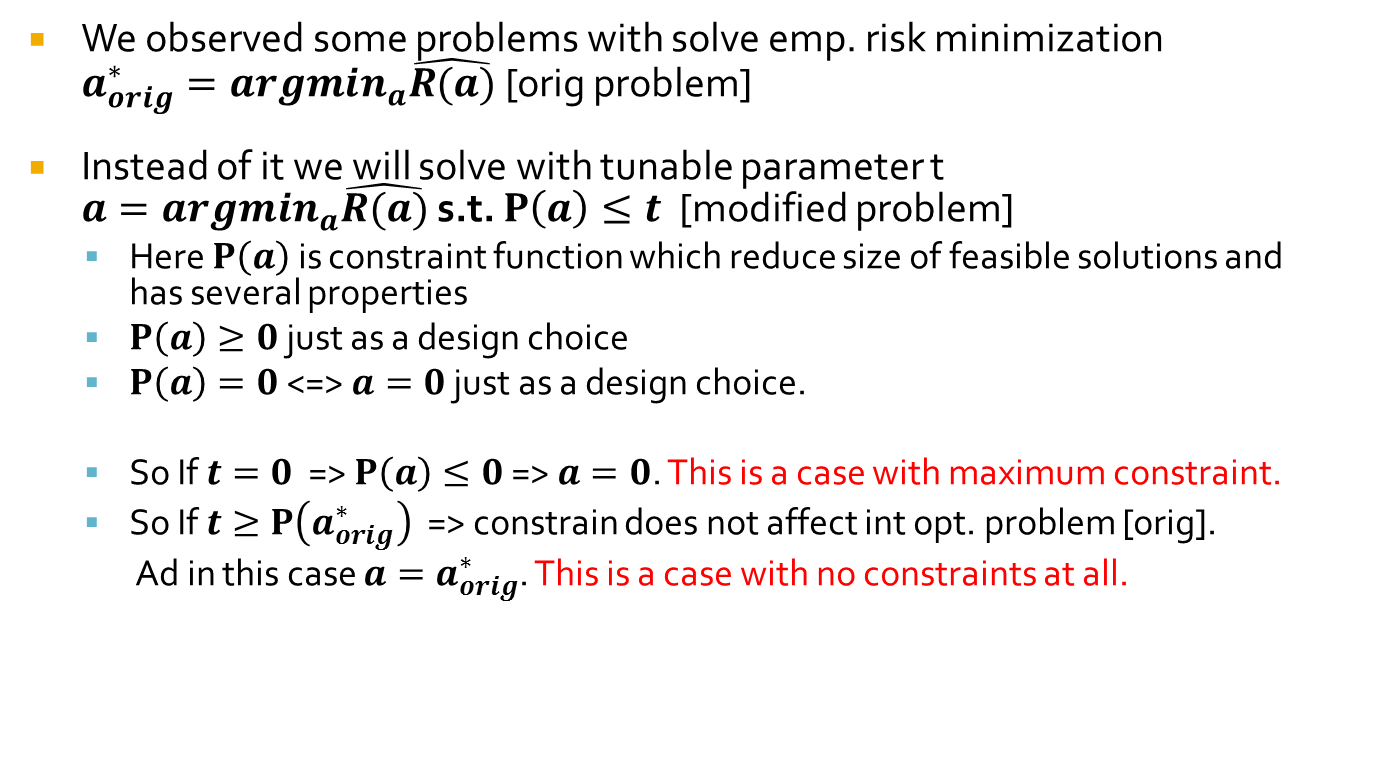 ▪ We observed some problems with solve emp. risk minimization
𝒂*ₒᵣᵢg = 𝒂𝒓𝒈𝒎𝒊𝒏ₐ R̂(a) [orig problem]
▪ Instead of it we will solve with tunable parameter t
a = argminₐ R̂(a) s.t. P(a) ≤ t [modified problem]
▪ Here P(a) is constraint function which reduce size of feasible solutions and
has several properties
▪ P(a) ≥ 0 just as a design choice
▪ P(a) = 0 <=> a = 0 just as a design choice.
▪ So If t = 0 => P(a) ≤ 0 => a = 0. This is a case with maximum constraint.
▪ So If t ≥ P(a*_orig) => constrain does not affect int opt. problem [orig].
Ad in this case a = a*_orig. This is a case with no constraints at all.